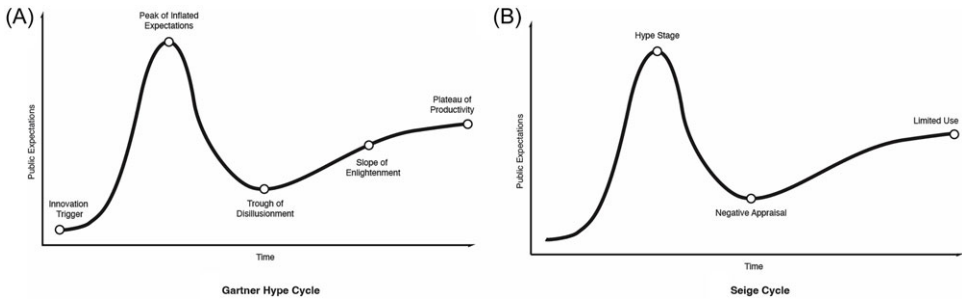 (A)
Peak of Inflated
Expectations
Plateau of
Productivity
Slope of
Enlightenment
Trough of
Disillusionment
Innovation
Trigger
Public Expectations
Time
Gartner Hype Cycle
(B)
Hype Stage
Limited Use
Negative Appraisal
Public Expectations
Time
Seige Cycle